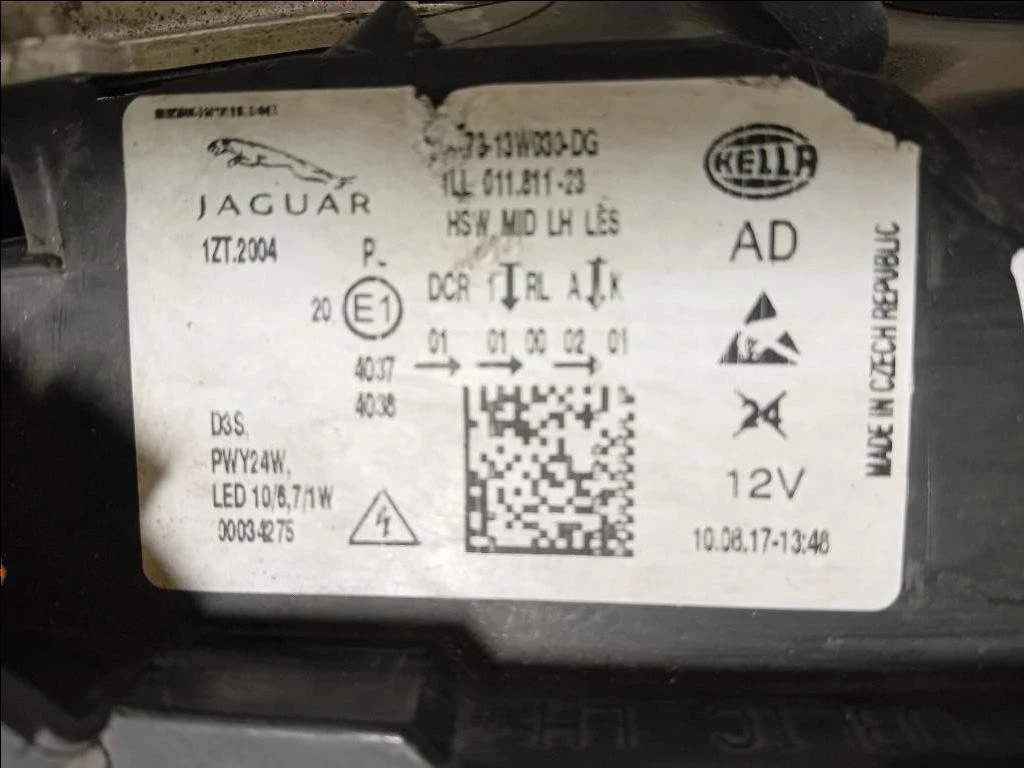 JAGUAR
1ZT.2004
73-13W030-DG
1LL 011.811-23
HSW MID LH LES
HELLA
AD
20 E1
DCR RL A K
01 01 00 02 01
4037
4038
D3S,
PWY24W,
LED 10/6,7/1W
00034275
24
12V
10.08.17-13:48
MADE IN CZECH REPUBLIC